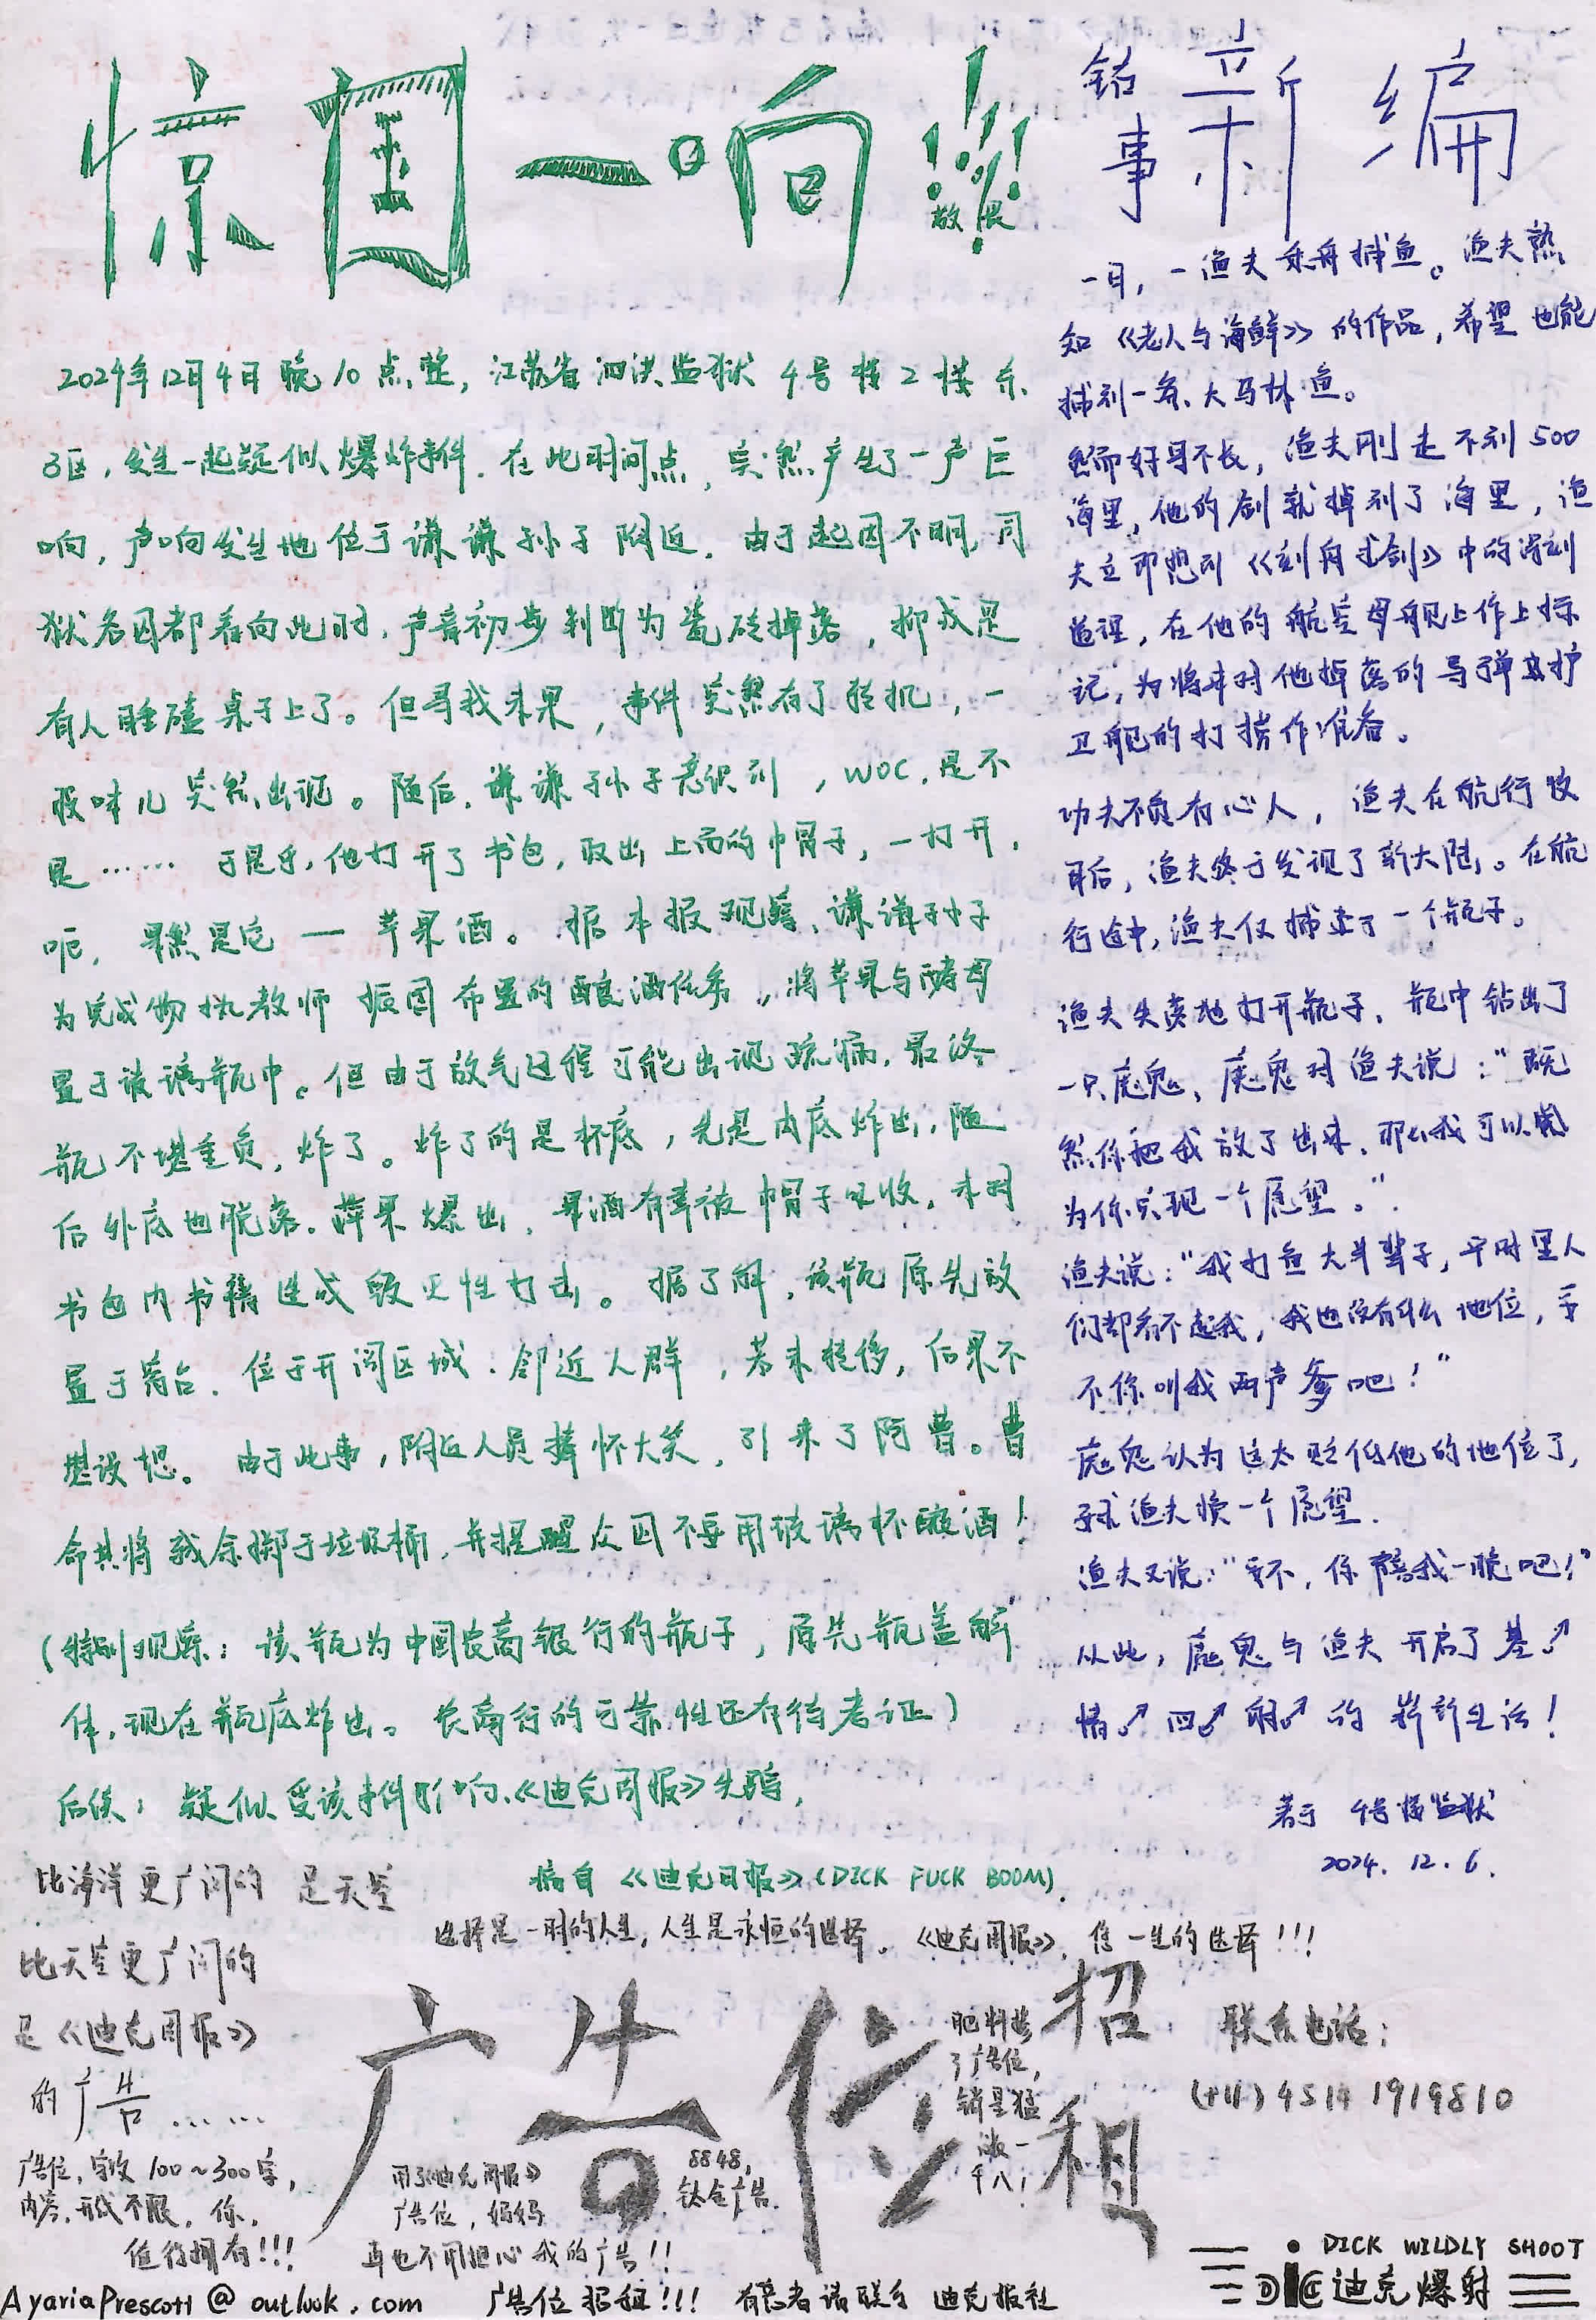 惊国一响!!!
敬畏
2024年12月4日晚10点整，江苏省泗洪监狱4号楼2楼东
3区，发生一起疑似爆炸事件。在此时间点，突然产生了一声巨
响，声响发生地位于谦谦孙子附近。由于起因不明，同
狱各囚都看向此时，声音初步判断为瓷砖掉落，抑或是
有人睡磕桌子上了。但寻找未果，事件突然有了转机，一
股味儿突然出现。随后，谦谦孙子意识到，WOC，是不
是……于是乎，他打开了书包，取出上面的帽子，一打开，
呃，果然是它——苹果酒。据本报观察，谦谦孙子
为完成物执教师振国布置的酿酒任务，将苹果与酵母
置于玻璃瓶中。但由于放气过程可能出现疏漏，最终
瓶不堪重负，炸了。炸了的是杯底，先是内底炸出，随
后外底也脱落。苹果爆出，果酒有幸被帽子吸收，未对
书包内书籍造成毁灭性打击。据了解，该瓶原先放
置于窗台，位于开阔区域，邻近人群，若未转移，后果不
堪设想。由于此事，附近人员捧怀大笑，引来了阿曹。曹
命其将残余掷于垃圾桶，并提醒众囚不要用玻璃杯酿酒！
(特别观察：该瓶为中国农商银行的瓶子，原先瓶盖解
体，现在瓶底炸出。农商行的可靠性还有待考证)
后续：疑似受该事件影响，《迪克周报》失踪，
摘自《迪克日报》(DICK FUCK BOOM).
铭事新编
一日，一渔夫乘舟捕鱼。渔夫熟
知《老人与海鲜》的作品，希望也能
捕到一条大马林鱼。
然而好景不长，渔夫刚走不到500
海里，他的剑就掉到了海里，渔
夫立即想到《刻舟求剑》中的深刻
道理，在他的航空母舰上作上标
记，为将来对他掉落的导弹及护
卫舰的打捞作准备。
功夫不负有心人，渔夫在航行数
月后，渔夫终于发现了新大陆。在航
行途中，渔夫仅捕捞了一个瓶子。
渔夫失落地打开瓶子，瓶中钻出了
一只魔鬼，魔鬼对渔夫说：“既
然你把我放了出来，那么我可以
为你实现一个愿望。”
渔夫说：“我打鱼大半辈子，平时里人
们都看不起我，我也没有什么地位，要
不你叫我两声爹吧！”
魔鬼认为这太贬低他的地位了，
要求渔夫换一个愿望.
渔夫又说：“要不，你陪我一晚吧！”
从此，魔鬼与渔夫开启了基♂
情♂四♂射♂的崭新生活！
著于 4号楼监狱
2024. 12. 6.
比海洋更广阔的是天空
比天空更广阔的
是《迪克周报》
的广告……
选择是一时的人生，人生是永恒的选择。《迪克周报》，您一生的选择！！！
广告位招租
肥料投
了广告位，
销量猛
涨一
千八！
联系电话：
(+11) 4514 1919810
广告位，字数100～300字，
内容、形式不限，你，
值得拥有!!!
用了《迪克周报》
广告位，妈妈
再也不用担心我的广告!!
8848，
钛金广告.
AyariaPrescott@outlook.com
广告位招租!!! 有意者请联系 迪克报社
DICK WILDLY SHOOT
DICK迪克爆射